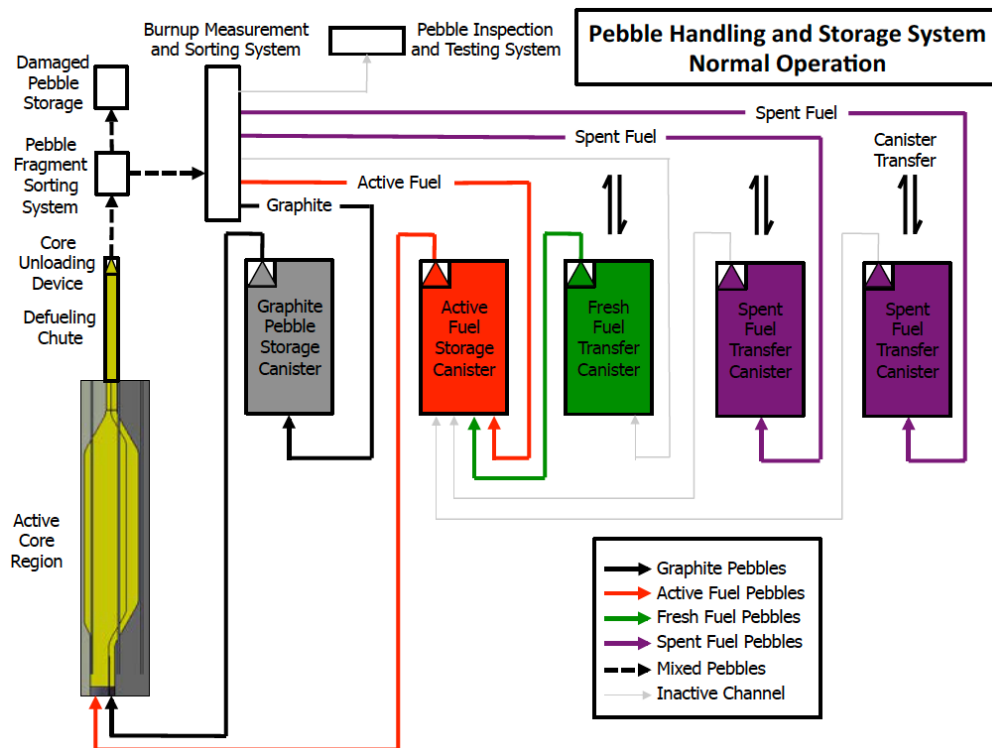 Pebble Handling and Storage System
Normal Operation
Burnup Measurement
and Sorting System
Pebble Inspection
and Testing System
Damaged
Pebble
Storage
Pebble
Fragment
Sorting
System
Core
Unloading
Device
Defueling
Chute
Active
Core
Region
Spent Fuel
Spent Fuel
Active Fuel
Graphite
Canister
Transfer
Graphite
Pebble
Storage
Canister
Active
Fuel
Storage
Canister
Fresh
Fuel
Transfer
Canister
Spent
Fuel
Transfer
Canister
Spent
Fuel
Transfer
Canister
Graphite Pebbles
Active Fuel Pebbles
Fresh Fuel Pebbles
Spent Fuel Pebbles
Mixed Pebbles
Inactive Channel